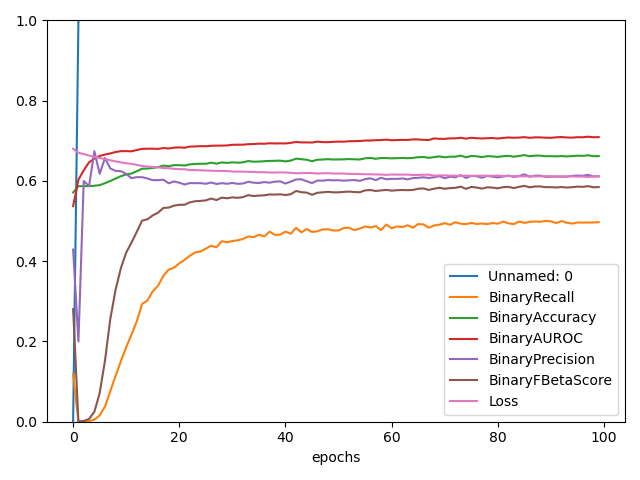 1.0
0.8
0.6
0.4
0.2
0.0
Unnamed: 0
BinaryRecall
BinaryAccuracy
BinaryAUROC
BinaryPrecision
BinaryFBetaScore
Loss
0 20 40 60 80 100
epochs